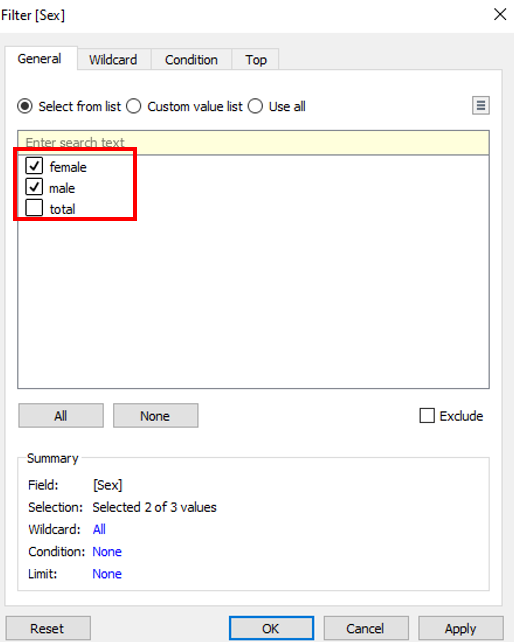 Filter [Sex]
General Wildcard Condition Top
Select from list Custom value list Use all
Enter search text
female
male
total
All None Exclude
Summary
Field: [Sex]
Selection: Selected 2 of 3 values
Wildcard: All
Condition: None
Limit: None
Reset OK Cancel Apply